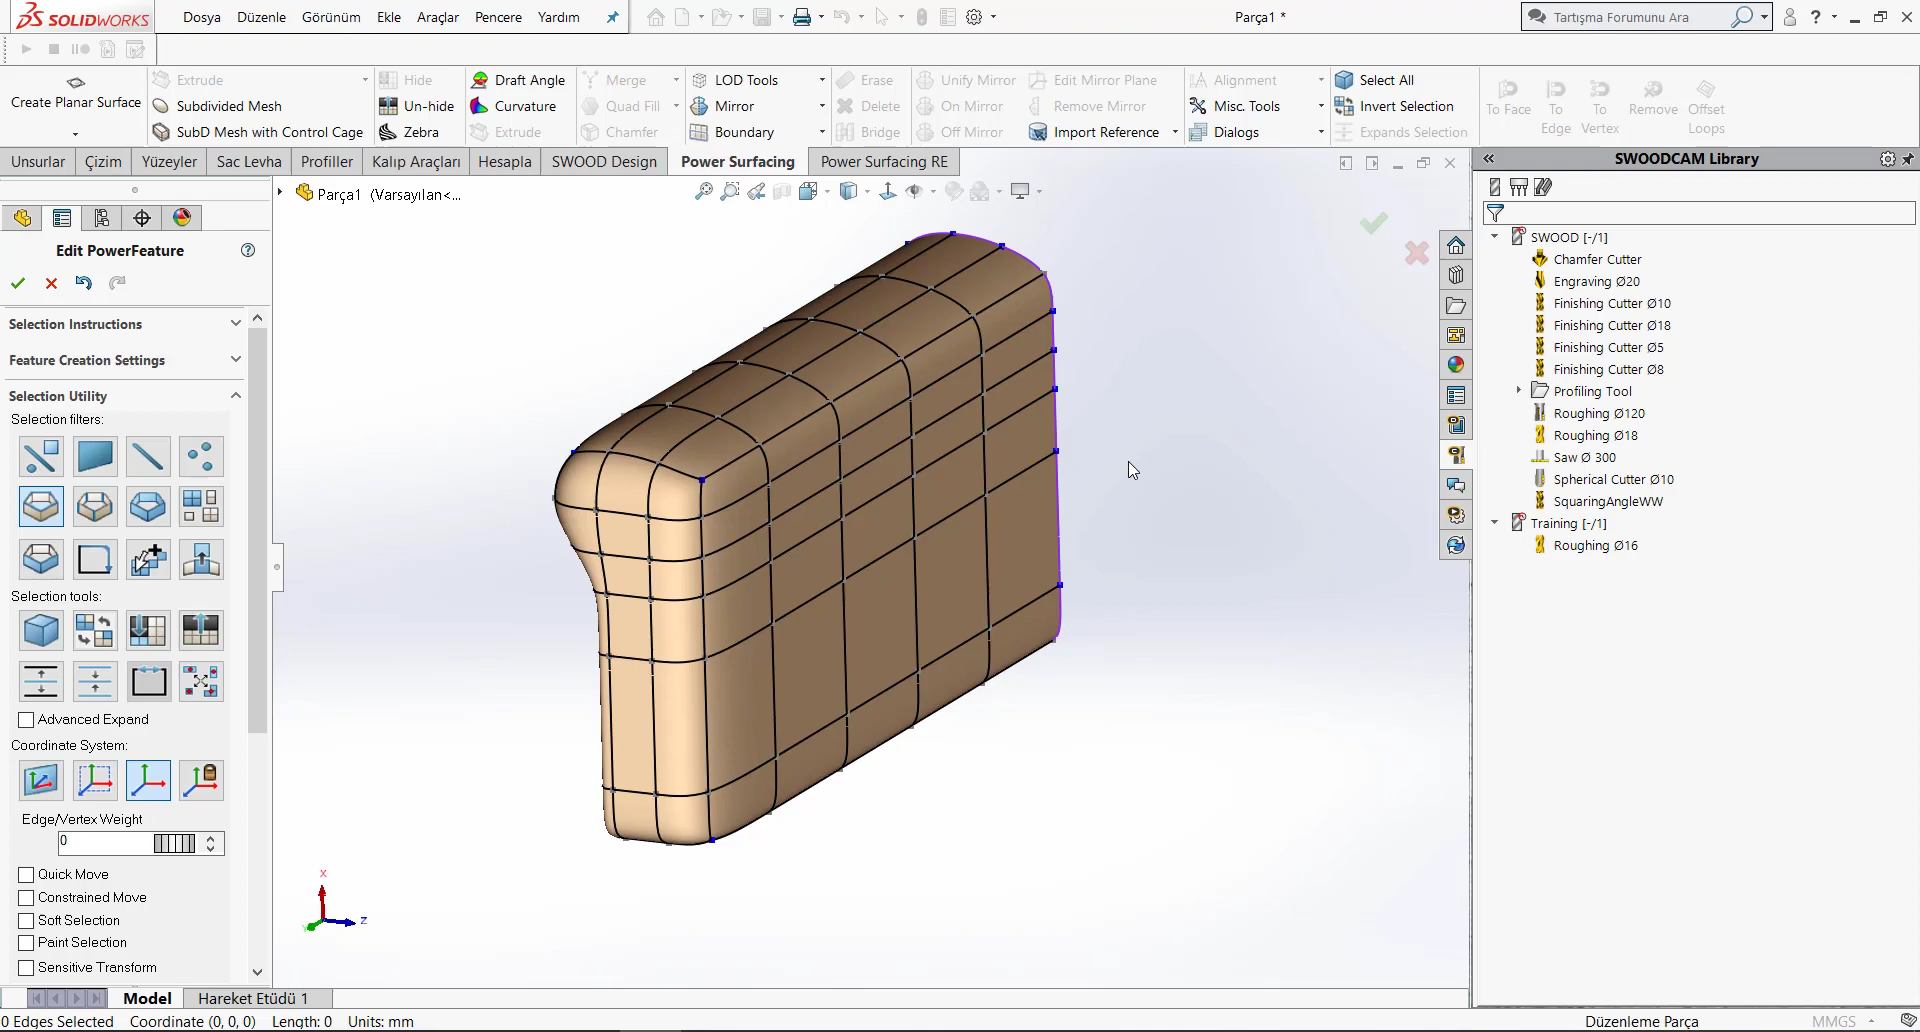 SOLIDWORKS
Dosya Düzenle Görünüm Ekle Araçlar Pencere Yardım
Parça1 *
Tartışma Forumunu Ara
Create Planar Surface
Extrude
Subdivided Mesh
SubD Mesh with Control Cage
Hide
Un-hide
Zebra
Draft Angle
Curvature
Extrude
Merge
Quad Fill
Chamfer
LOD Tools
Mirror
Boundary
Erase
Delete
Bridge
Unify Mirror
On Mirror
Off Mirror
Edit Mirror Plane
Remove Mirror
Import Reference
Alignment
Misc. Tools
Dialogs
Select All
Invert Selection
Expands Selection
To Face
To Edge
To Vertex
Remove
Offset Loops
Unsurlar Çizim Yüzeyler Sac Levha Profiller Kalıp Araçları Hesapla SWOOD Design Power Surfacing Power Surfacing RE
SWOODCAM Library
Parça1 (Varsayılan<...
Edit PowerFeature
Selection Instructions
Feature Creation Settings
Selection Utility
Selection filters:
Selection tools:
Advanced Expand
Coordinate System:
Edge/Vertex Weight
0
Quick Move
Constrained Move
Soft Selection
Paint Selection
Sensitive Transform
X
Z
Y
SWOOD [-/1]
Chamfer Cutter
Engraving Ø20
Finishing Cutter Ø10
Finishing Cutter Ø18
Finishing Cutter Ø5
Finishing Cutter Ø8
Profiling Tool
Roughing Ø120
Roughing Ø18
Saw Ø 300
Spherical Cutter Ø10
SquaringAngleWW
Training [-/1]
Roughing Ø16
Model Hareket Etüdü 1
0 Edges Selected Coordinate (0, 0, 0) Length: 0 Units: mm
Düzenleme Parça
MMGS